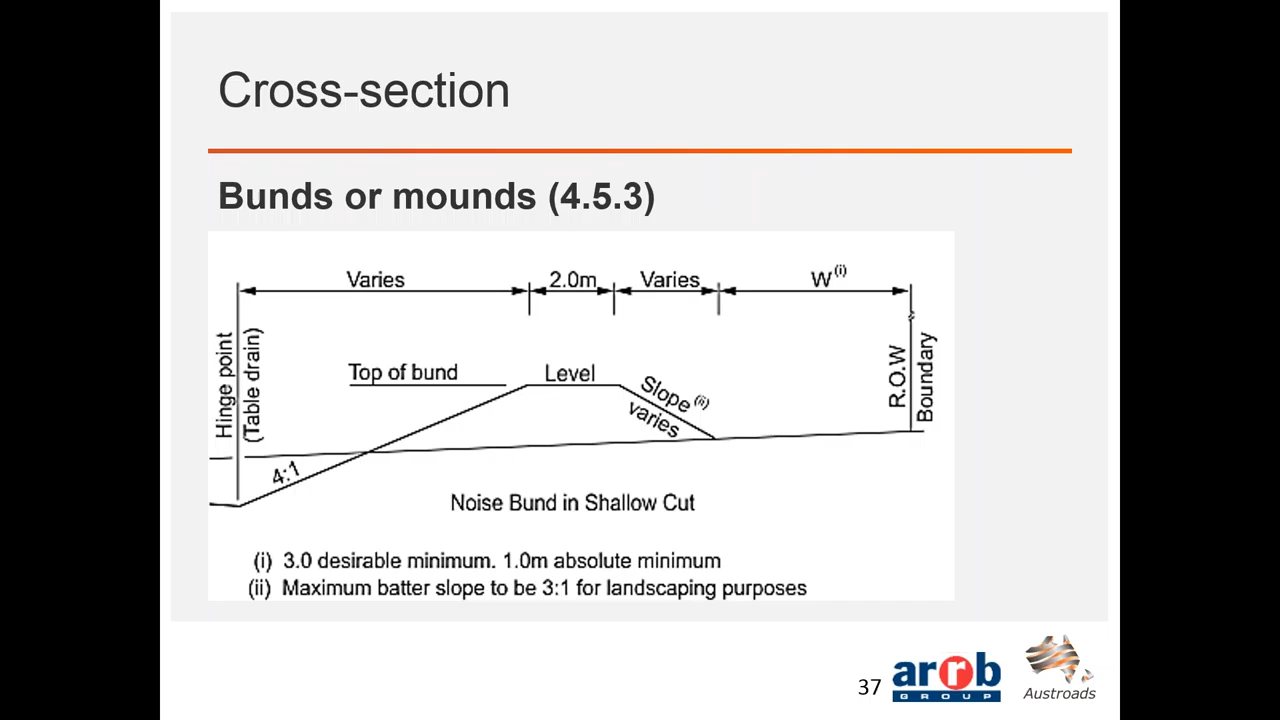 Cross-section
Bunds or mounds (4.5.3)
Varies
2.0m
Varies
W(i)
Hinge point
(Table drain)
Top of bund
Level
Slope (ii)
varies
R.O.W
Boundary
4:1
Noise Bund in Shallow Cut
(i) 3.0 desirable minimum. 1.0m absolute minimum
(ii) Maximum batter slope to be 3:1 for landscaping purposes
37
arrb
GROUP
Austroads